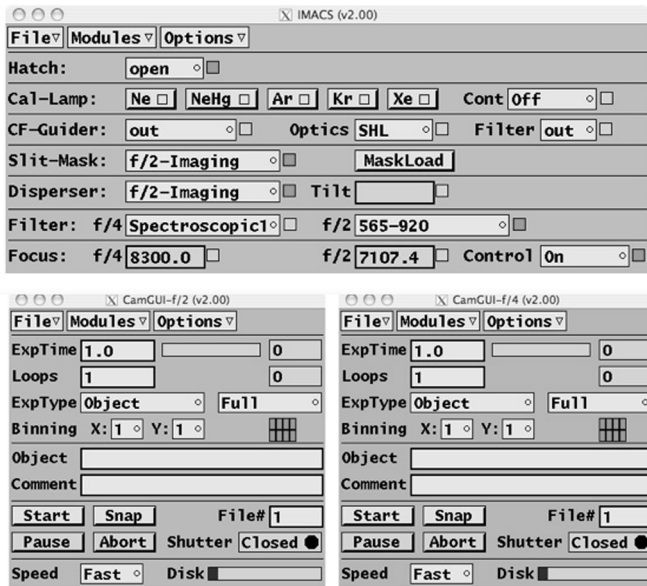 IMACS (v2.00)
File Modules Options
Hatch: open
Cal-Lamp: Ne NeHg Ar Kr Xe Cont Off
CF-Guider: out Optics SHL Filter out
Slit-Mask: f/2-Imaging MaskLoad
Disperser: f/2-Imaging Tilt
Filter: f/4 Spectroscopic1 f/2 565-920
Focus: f/4 8300.0 f/2 7107.4 Control On
CamGUI-f/2 (v2.00)
File Modules Options
ExpTime 1.0 0
Loops 1 0
ExpType Object Full
Binning X: 1 Y: 1
Object
Comment
Start Snap File# 1
Pause Abort Shutter Closed
Speed Fast Disk
CamGUI-f/4 (v2.00)
File Modules Options
ExpTime 1.0 0
Loops 1 0
ExpType Object Full
Binning X: 1 Y: 1
Object
Comment
Start Snap File# 1
Pause Abort Shutter Closed
Speed Fast Disk